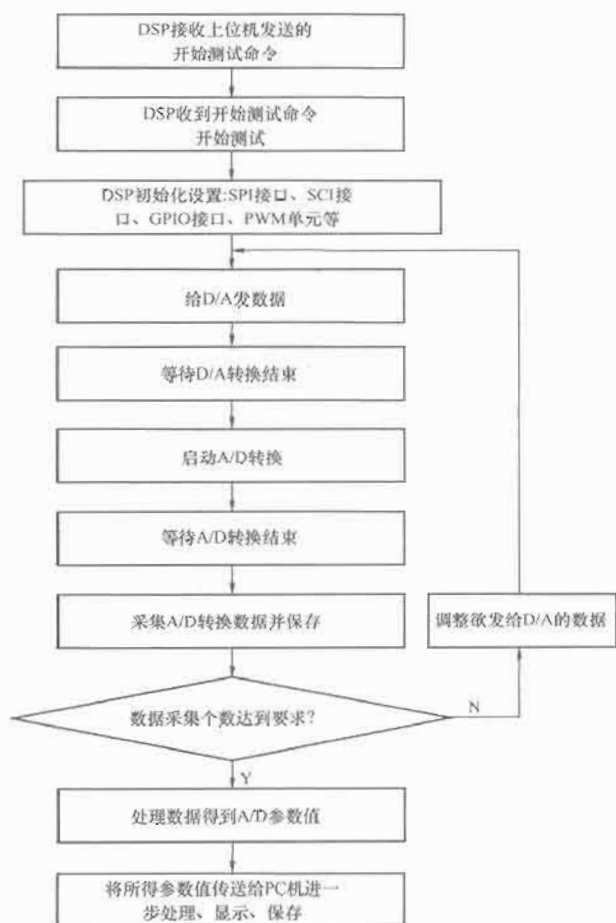 DSP接收上位机发送的
开始测试命令
DSP收到开始测试命令
开始测试
DSP初始化设置:SPI接口、SCI接
口、GPIO接口、PWM单元等
给D/A发数据
等待D/A转换结束
启动A/D转换
等待A/D转换结束
采集A/D转换数据并保存
调整欲发给D/A的数据
数据采集个数达到要求?
N
Y
处理数据得到A/D参数值
将所得参数值传送给PC机进一
步处理、显示、保存